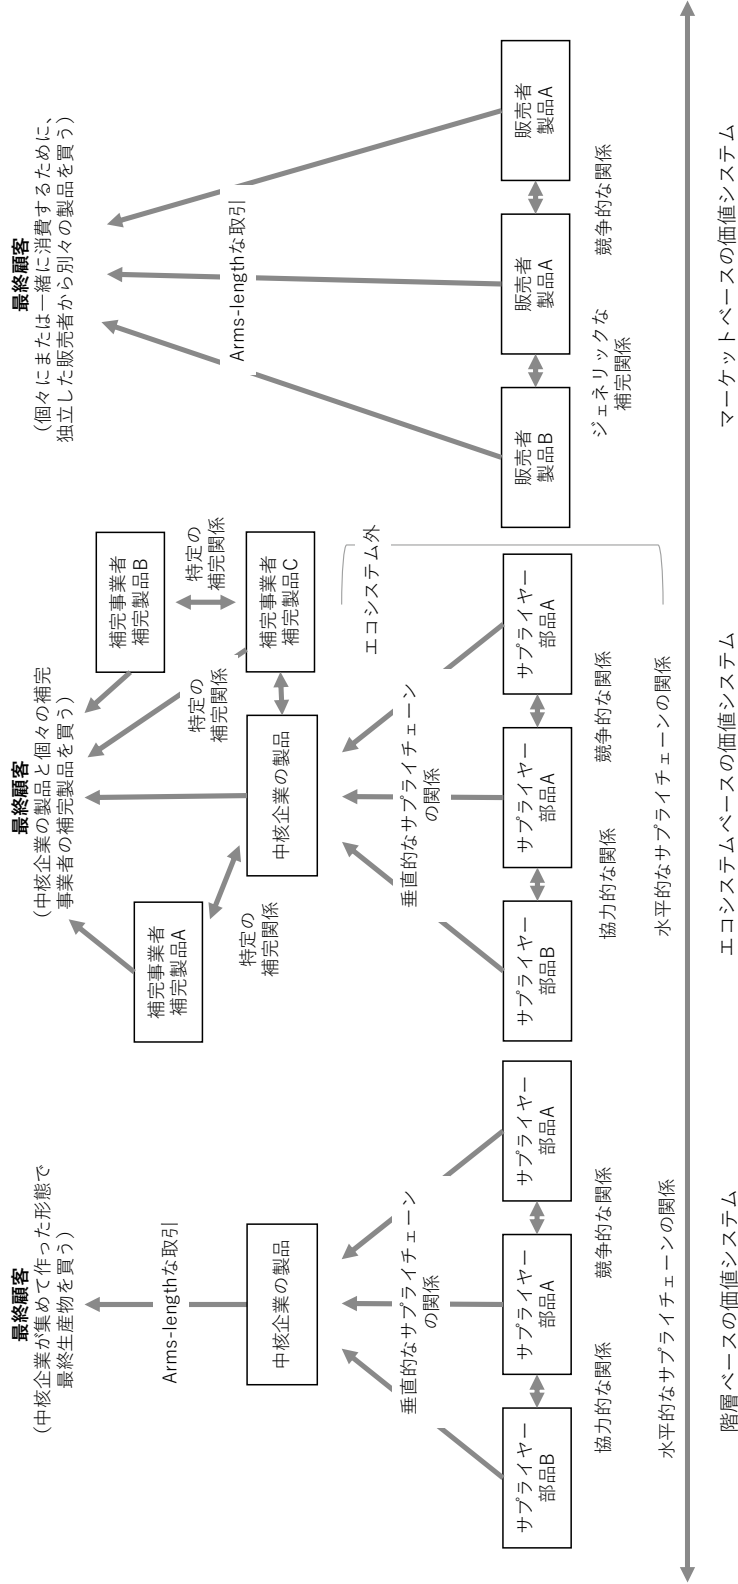 最終顧客
(中核企業が集めて作った形態で
最終生産物を買う)
Arms-lengthな取引
中核企業の製品
垂直的なサプライチェーン
の関係
サプライヤー
部品B
サプライヤー
部品A
サプライヤー
部品A
協力的な関係
競争的な関係
水平的なサプライチェーンの関係
階層ベースの価値システム
最終顧客
(中核企業の製品と個々の補完
事業者の補完製品を買う)
補完事業者
補完製品A
特定の
補完関係
中核企業の製品
特定の
補完関係
補完事業者
補完製品B
特定の
補完関係
補完事業者
補完製品C
エコシステム外
垂直的なサプライチェーン
の関係
サプライヤー
部品B
サプライヤー
部品A
サプライヤー
部品A
協力的な関係
競争的な関係
水平的なサプライチェーンの関係
エコシステムベースの価値システム
最終顧客
(個々にまたは一緒に消費するために、
独立した販売者から別々の製品を買う)
Arms-lengthな取引
販売者
製品B
販売者
製品A
販売者
製品A
ジェネリックな
補完関係
競争的な関係
マーケットベースの価値システム